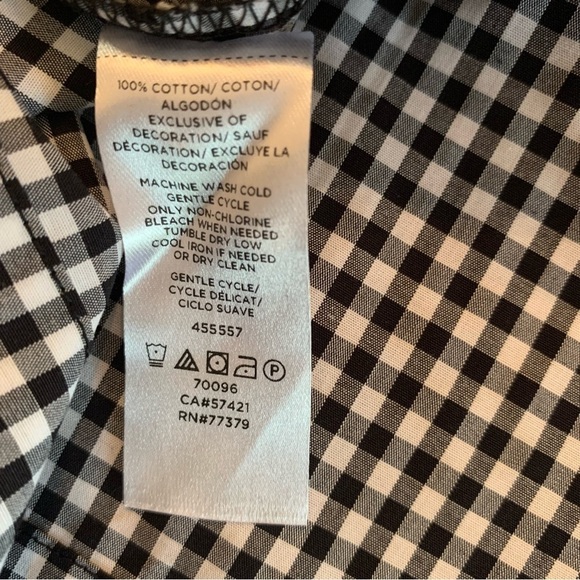 100% COTTON/ COTON/
ALGODÓN
EXCLUSIVE OF
DECORATION/ SAUF
DÉCORATION/ EXCLUYE LA
DECORACIÓN
MACHINE WASH COLD
GENTLE CYCLE
ONLY NON-CHLORINE
BLEACH WHEN NEEDED
TUMBLE DRY LOW
COOL IRON IF NEEDED
OR DRY CLEAN
GENTLE CYCLE/
CYCLE DÉLICAT/
CICLO SUAVE
455557
P
70096
CA#57421
RN#77379